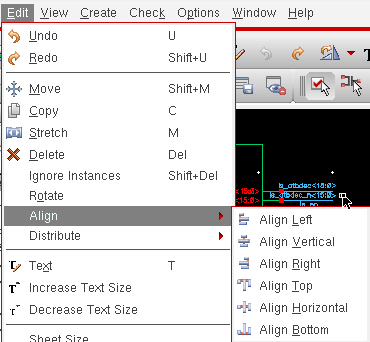 Edit View Create Check Options Window Help
Undo U
Redo Shift+U
Move Shift+M
Copy C
Stretch M
Delete Del
Ignore Instances Shift+Del
Rotate
Align
Distribute
Text T
Increase Text Size
Decrease Text Size
Sheet Size
Align Left
Align Vertical
Align Right
Align Top
Align Horizontal
Align Bottom